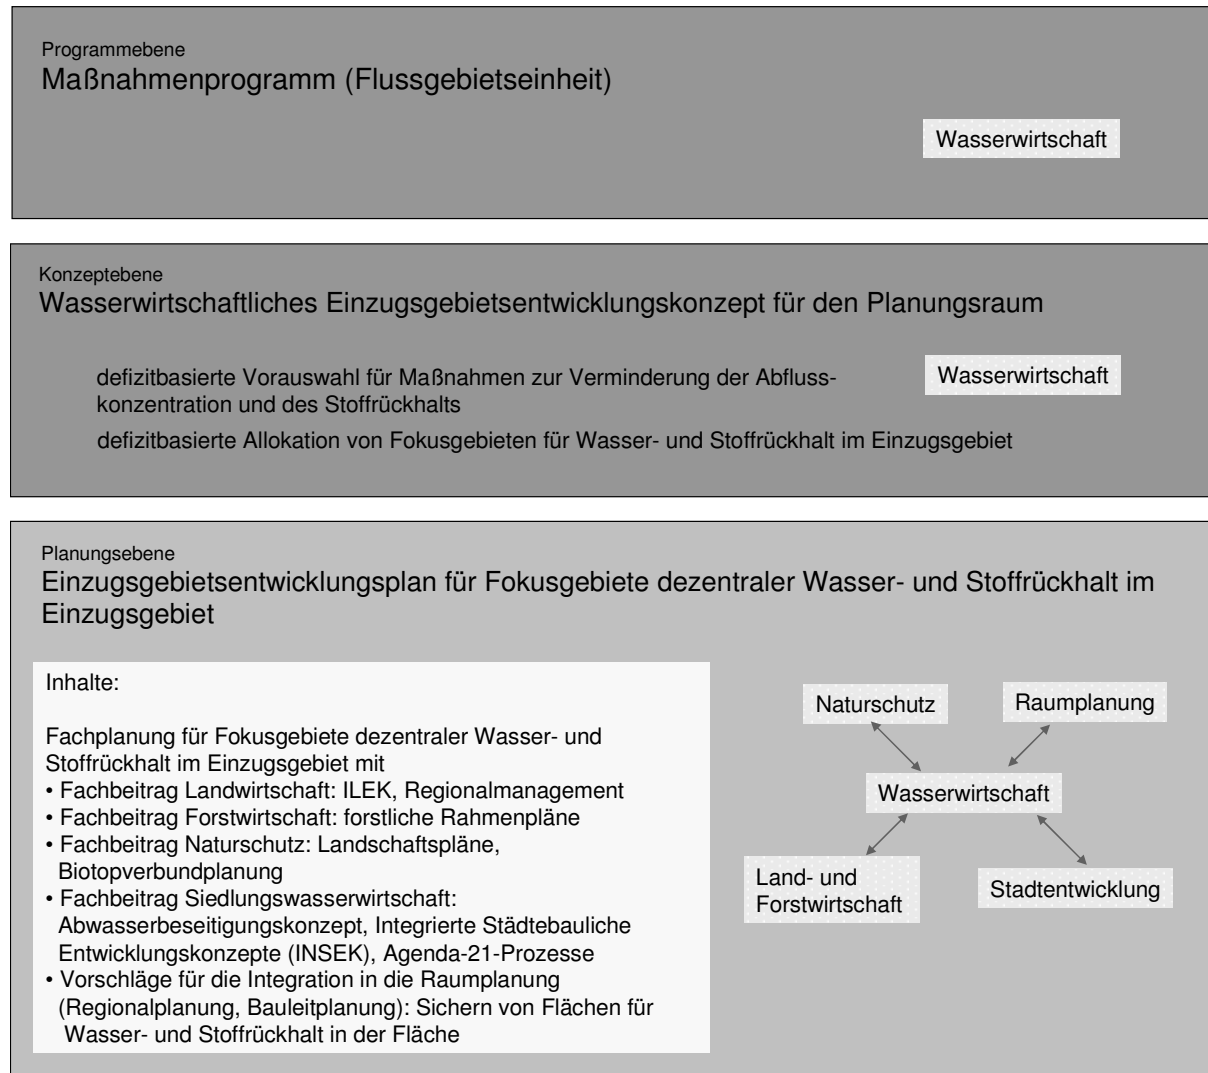 Programmebene
Maßnahmenprogramm (Flussgebietseinheit)
Wasserwirtschaft
Konzeptebene
Wasserwirtschaftliches Einzugsgebietsentwicklungskonzept für den Planungsraum
defizitbasierte Vorauswahl für Maßnahmen zur Verminderung der Abfluss-
konzentration und des Stoffrückhalts
Wasserwirtschaft
defizitbasierte Allokation von Fokusgebieten für Wasser- und Stoffrückhalt im Einzugsgebiet
Planungsebene
Einzugsgebietsentwicklungsplan für Fokusgebiete dezentraler Wasser- und Stoffrückhalt im
Einzugsgebiet
Inhalte:
Fachplanung für Fokusgebiete dezentraler Wasser- und
Stoffrückhalt im Einzugsgebiet mit
• Fachbeitrag Landwirtschaft: ILEK, Regionalmanagement
• Fachbeitrag Forstwirtschaft: forstliche Rahmenpläne
• Fachbeitrag Naturschutz: Landschaftspläne,
Biotopverbundplanung
• Fachbeitrag Siedlungswasserwirtschaft:
Abwasserbeseitigungskonzept, Integrierte Städtebauliche
Entwicklungskonzepte (INSEK), Agenda-21-Prozesse
• Vorschläge für die Integration in die Raumplanung
(Regionalplanung, Bauleitplanung): Sichern von Flächen für
Wasser- und Stoffrückhalt in der Fläche
Naturschutz
Raumplanung
Wasserwirtschaft
Land- und
Forstwirtschaft
Stadtentwicklung